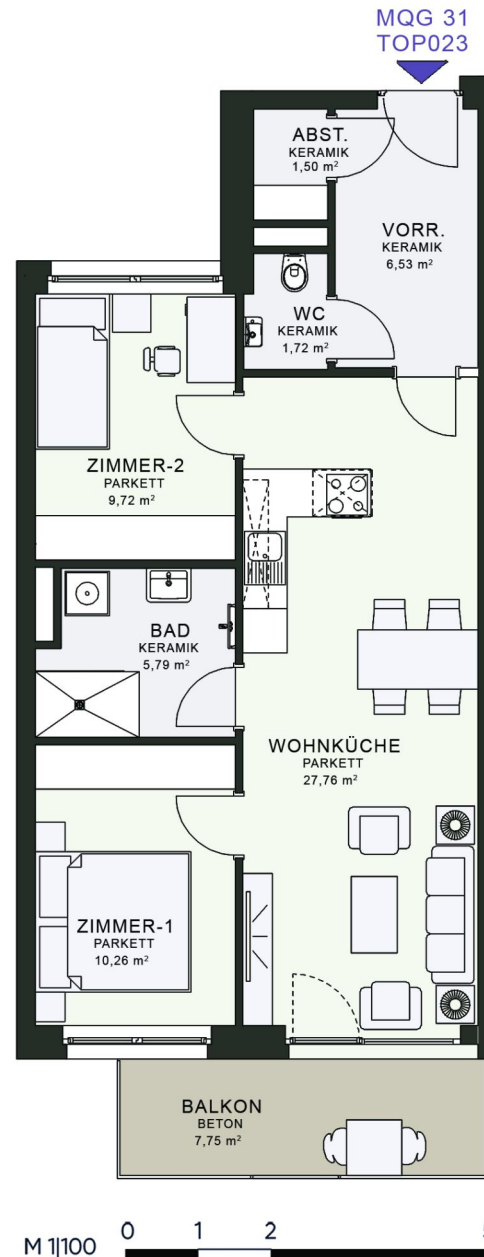 MQG 31
TOP023
ABST.
KERAMIK
1,50 m²
VORR.
KERAMIK
6,53 m²
WC
KERAMIK
1,72 m²
ZIMMER-2
PARKETT
9,72 m²
BAD
KERAMIK
5,79 m²
WOHNKÜCHE
PARKETT
27,76 m²
ZIMMER-1
PARKETT
10,26 m²
BALKON
BETON
7,75 m²
M 1|100 0 1 2